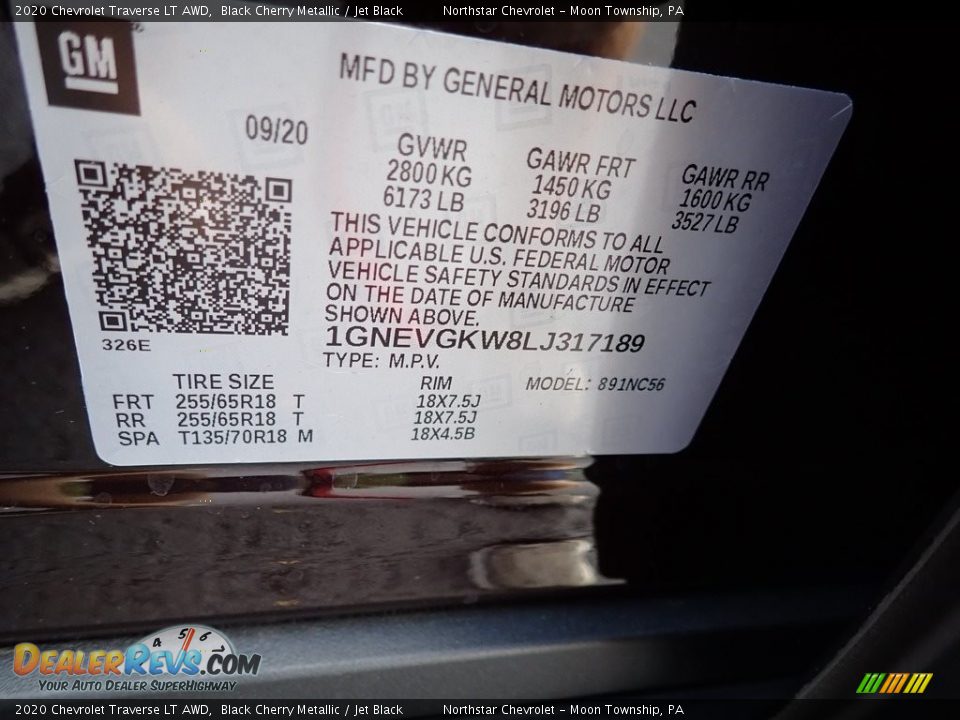 2020 Chevrolet Traverse LT AWD, Black Cherry Metallic / Jet Black Northstar Chevrolet - Moon Township, PA
GM
MFD BY GENERAL MOTORS LLC
09/20
GVWR GAWR FRT GAWR RR
2800 KG 1450 KG 1600 KG
6173 LB 3196 LB 3527 LB
THIS VEHICLE CONFORMS TO ALL
APPLICABLE U.S. FEDERAL MOTOR
VEHICLE SAFETY STANDARDS IN EFFECT
ON THE DATE OF MANUFACTURE
SHOWN ABOVE.
326E
1GNEVGKW8LJ317189
TYPE: M.P.V.
TIRE SIZE RIM MODEL: 891NC56
FRT 255/65R18 T 18X7.5J
RR 255/65R18 T 18X7.5J
SPA T135/70R18 M 18X4.5B
4 5 6
DEALERREVS.COM
YOUR AUTO DEALER SUPERHIGHWAY
2020 Chevrolet Traverse LT AWD, Black Cherry Metallic / Jet Black Northstar Chevrolet - Moon Township, PA